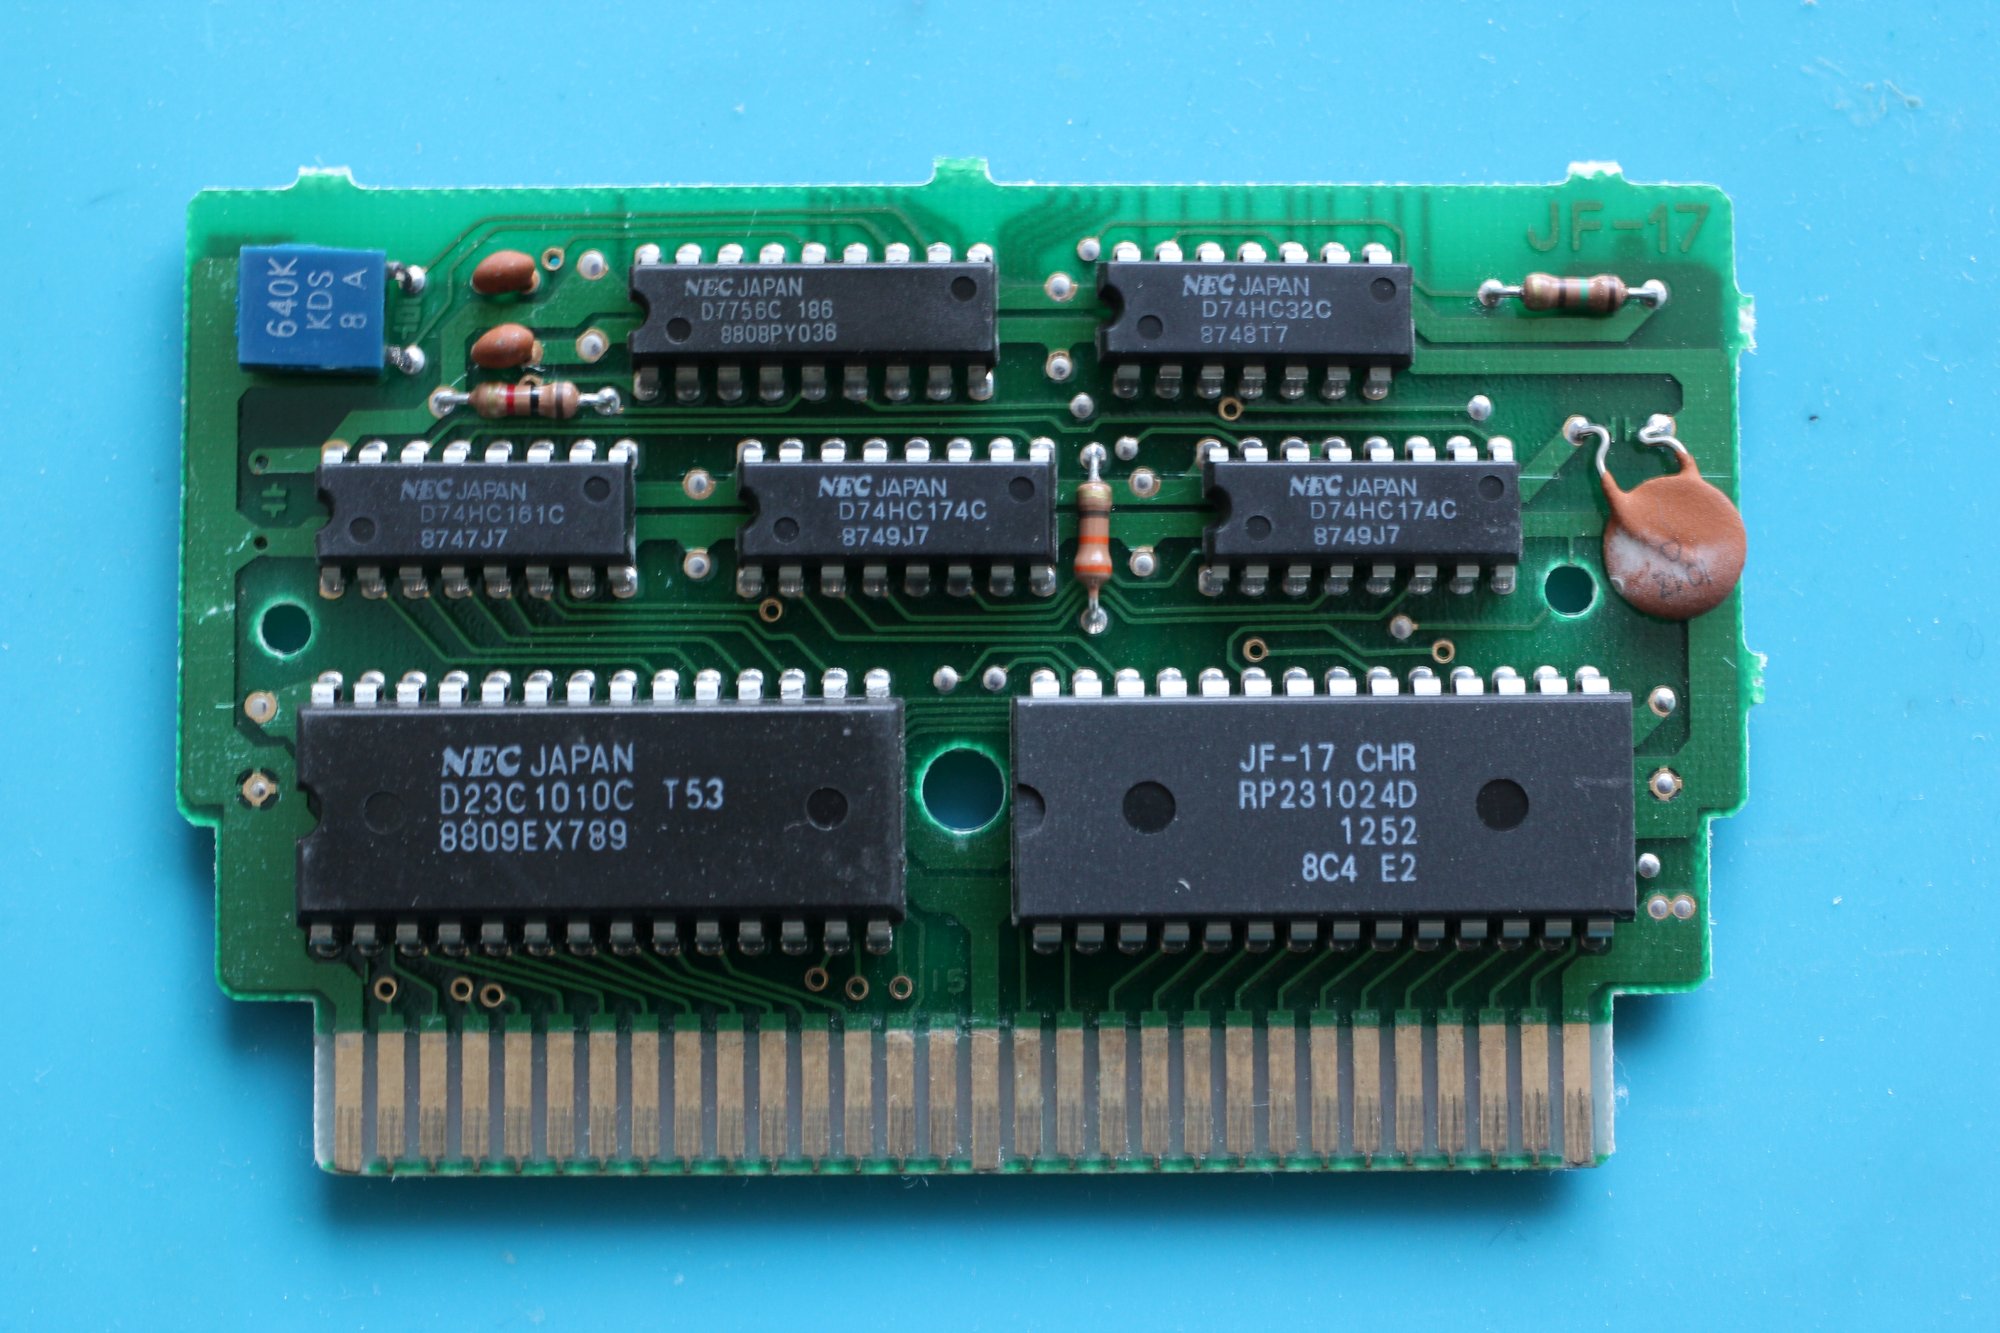 JF-17
640K
KDS
8 A
NEC JAPAN
D7756C 186
8808PY036
NEC JAPAN
D74HC32C
8748T7
NEC JAPAN
D74HC161C
8747J7
NEC JAPAN
D74HC174C
8749J7
NEC JAPAN
D74HC174C
8749J7
NEC JAPAN
D23C1010C T53
8809EX789
JF-17 CHR
RP231024D
1252
8C4 E2
15